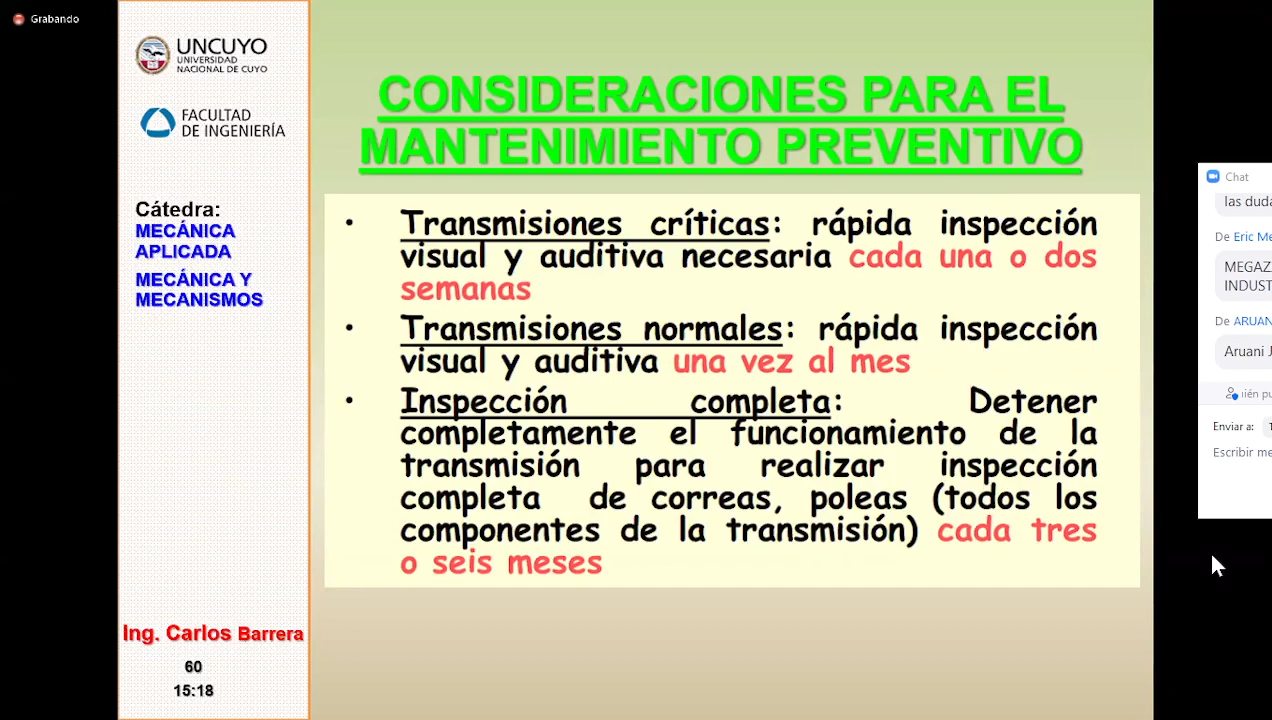 Grabando
UNCUYO
UNIVERSIDAD
NACIONAL DE CUYO
FACULTAD
DE INGENIERÍA
Cátedra:
MECÁNICA
APLICADA
MECÁNICA Y
MECANISMOS
Ing. Carlos Barrera
60
15:18
CONSIDERACIONES PARA EL
MANTENIMIENTO PREVENTIVO
• Transmisiones críticas: rápida inspección
visual y auditiva necesaria cada una o dos
semanas
• Transmisiones normales: rápida inspección
visual y auditiva una vez al mes
• Inspección completa: Detener
completamente el funcionamiento de la
transmisión para realizar inspección
completa de correas, poleas (todos los
componentes de la transmisión) cada tres
o seis meses
Chat
las duda
De Eric Me
MEGAZ
INDUST
De ARUAN
Aruani J
ién pu
Enviar a:
Escribir me